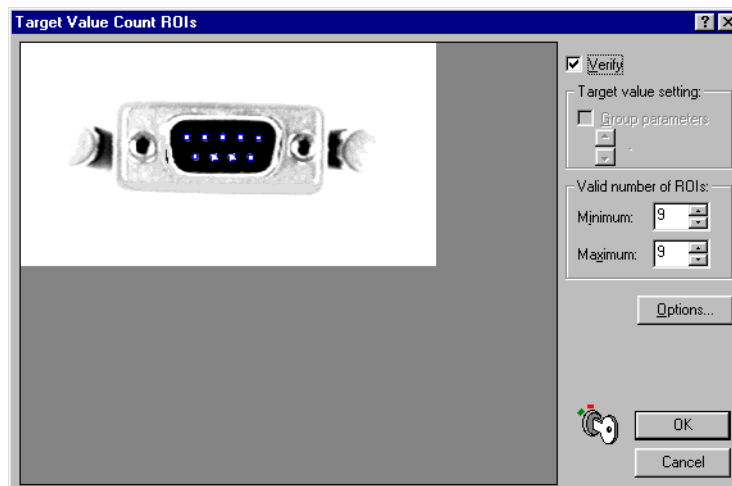 Target Value Count ROIs
Verify
Target value setting:
Group parameters
Valid number of ROIs:
Minimum: 9
Maximum: 9
Options...
OK
Cancel